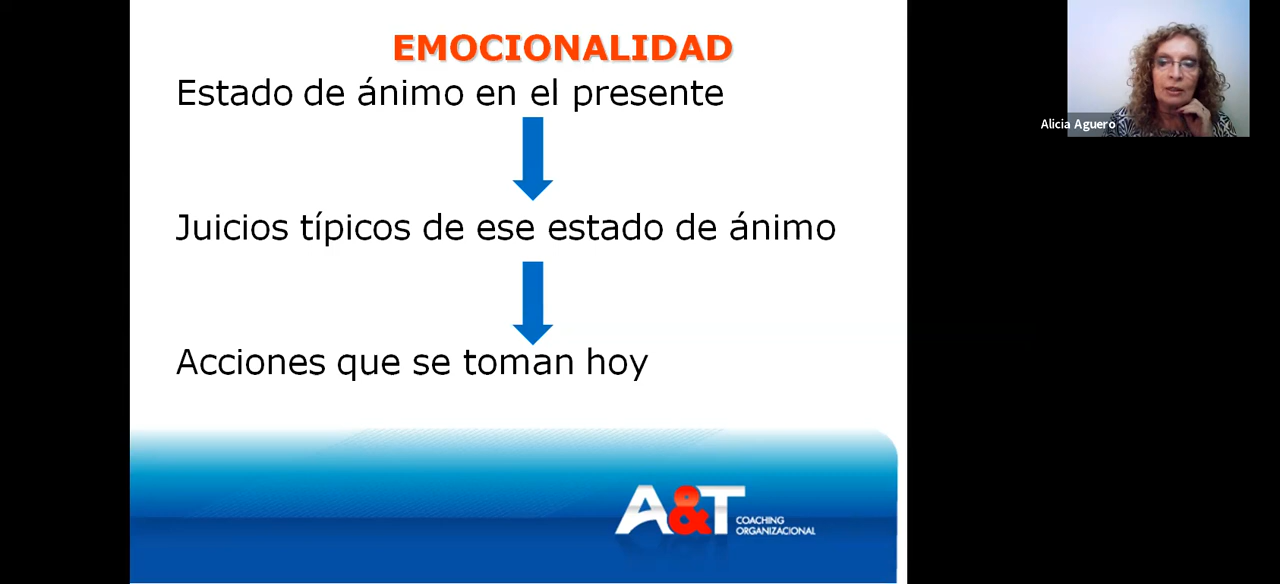 EMOCIONALIDAD
Estado de ánimo en el presente
Juicios típicos de ese estado de ánimo
Acciones que se toman hoy
A&T
COACHING
ORGANIZACIONAL
Alicia Aguero